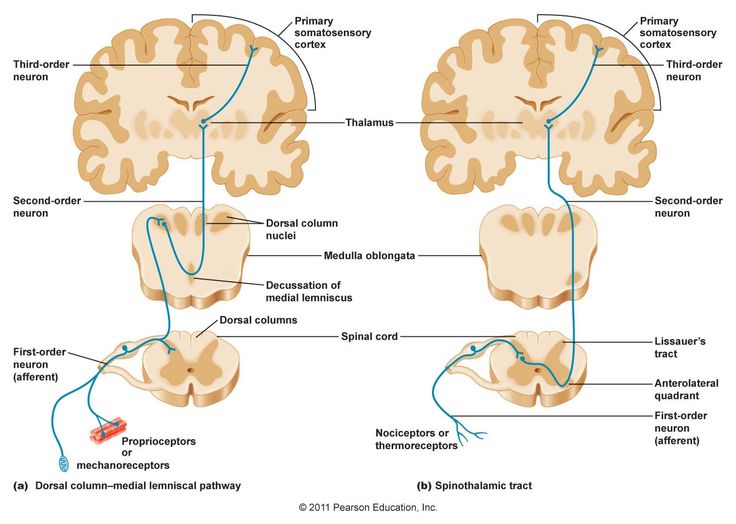 Primary
somatosensory
cortex
Third-order
neuron
Thalamus
Second-order
neuron
Dorsal column
nuclei
Medulla oblongata
Decussation of
medial lemniscus
Dorsal columns
Spinal cord
First-order
neuron
(afferent)
Proprioceptors
or
mechanoreceptors
(a) Dorsal column–medial lemniscal pathway
Primary
somatosensory
cortex
Third-order
neuron
Second-order
neuron
Lissauer's
tract
Anterolateral
quadrant
First-order
neuron
(afferent)
Nociceptors or
thermoreceptors
(b) Spinothalamic tract
© 2011 Pearson Education, Inc.